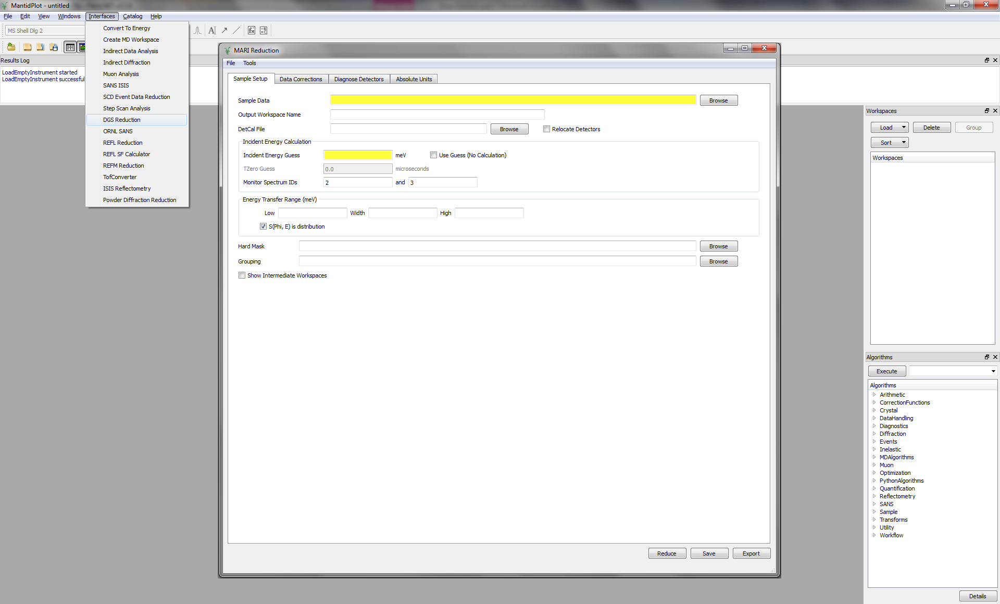 MantidPlot - untitled
File Edit View Windows Interfaces Catalog Help
MS Shell Dlg 2
Results Log
LoadEmptyInstrument started
LoadEmptyInstrument successful
Convert To Energy
Create MD Workspace
Indirect Data Analysis
Indirect Diffraction
Muon Analysis
SANS ISIS
SCD Event Data Reduction
Step Scan Analysis
DGS Reduction
ORNL SANS
REFL Reduction
REFL SF Calculator
REFM Reduction
TofConverter
ISIS Reflectometry
Powder Diffraction Reduction
MARI Reduction
File Tools
Sample Setup Data Corrections Diagnose Detectors Absolute Units
Sample Data Browse
Output Workspace Name
DetCal File Browse Relocate Detectors
Incident Energy Calculation
Incident Energy Guess meV Use Guess (No Calculation)
TZero Guess 0.0 microseconds
Monitor Spectrum IDs 2 and 3
Energy Transfer Range (meV)
Low Width High
S(Phi, E) is distribution
Hard Mask Browse
Grouping Browse
Show Intermediate Workspaces
Reduce Save Export
Workspaces
Load Delete Group
Sort
Workspaces
Algorithms
Execute
Algorithms
Arithmetic
CorrectionFunctions
Crystal
DataHandling
Diagnostics
Diffraction
Events
Inelastic
MDAlgorithms
Muon
Optimization
PythonAlgorithms
Quantification
Reflectometry
SANS
Sample
Transforms
Utility
Workflow
Details